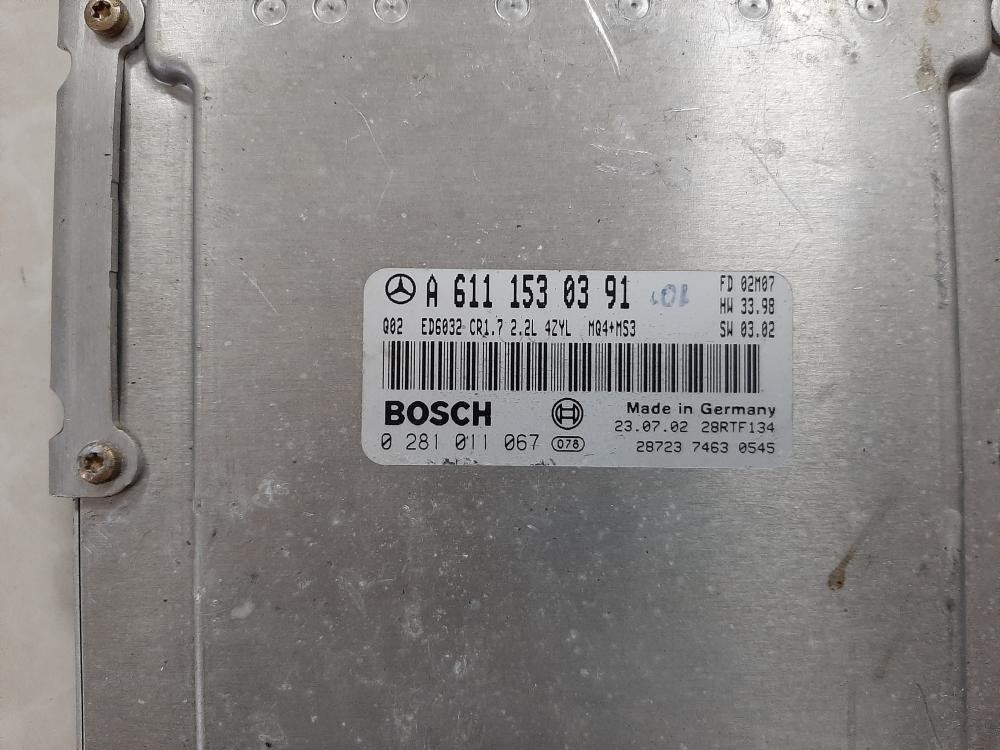 A 611 153 03 91
FD 02M07
HW 33.98
Q02 ED6032 CR1.7 2.2L 4ZYL MQ4+MS3
SW 03.02
BOSCH
Made in Germany
0 281 011 067 078
23.07.02 28RTF134
28723 7463 0545